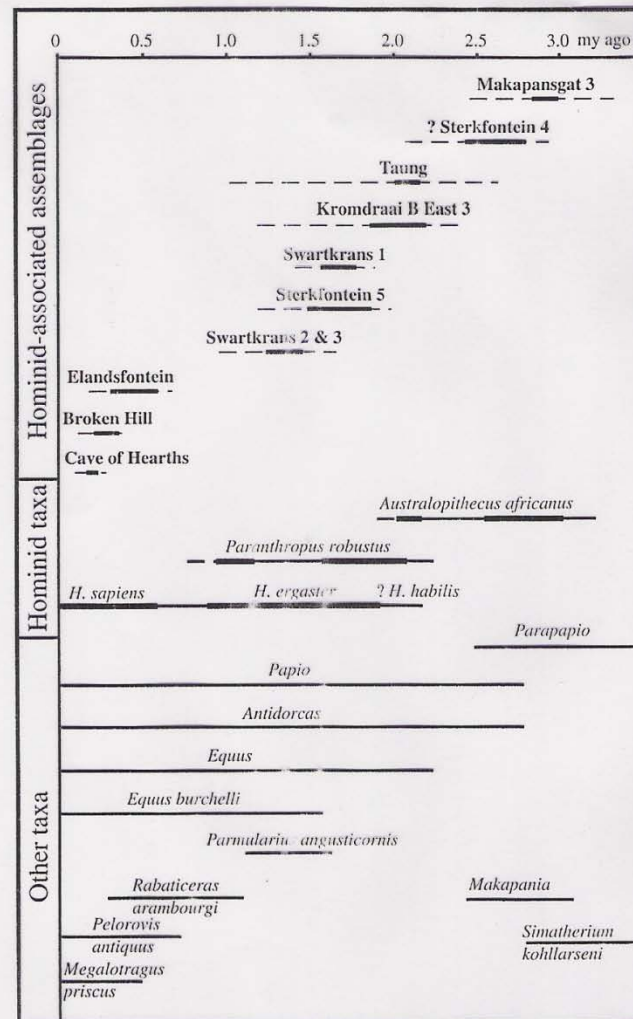 0 0.5 1.0 1.5 2.0 2.5 3.0 my ago
Hominid-associated assemblages
Makapansgat 3
? Sterkfontein 4
Taung
Kromdraai B East 3
Swartkrans 1
Sterkfontein 5
Swartkrans 2 & 3
Elandsfontein
Broken Hill
Cave of Hearths
Hominid taxa
Australopithecus africanus
Paranthropus robustus
H. sapiens H. ergaster ? H. habilis
Other taxa
Parapapio
Papio
Antidorcas
Equus
Equus burchelli
Parmularius angusticornis
Rabaticeras
arambourgi
Makapania
Pelorovis
antiquus
Simatherium
kohllarseni
Megalotragus
priscus